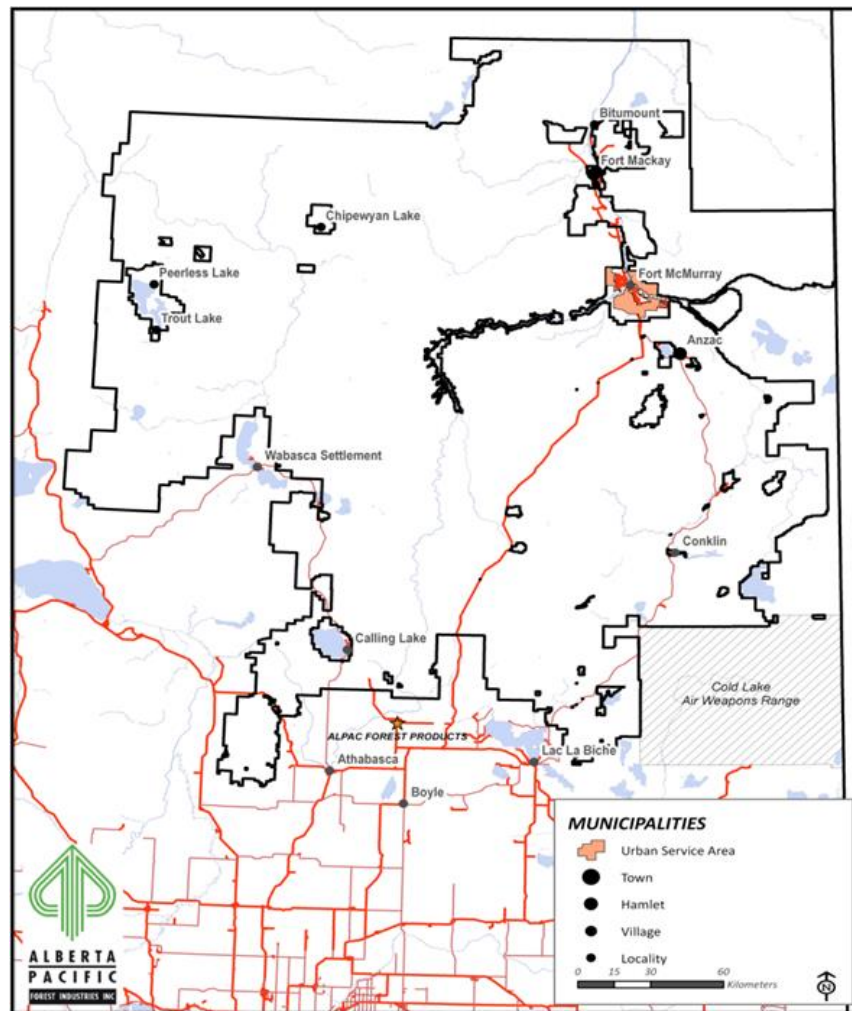 Bitumount
Fort Mackay
Chipewyan Lake
Peerless Lake
Fort McMurray
Trout Lake
Anzac
Wabasca Settlement
Conklin
Calling Lake
Cold Lake
Air Weapons Range
ALPAC FOREST PRODUCTS
Lac La Biche
Athabasca
Boyle
MUNICIPALITIES
Urban Service Area
Town
Hamlet
Village
Locality
0 15 30 60
Kilometers
N
ALBERTA
PACIFIC
FOREST INDUSTRIES INC